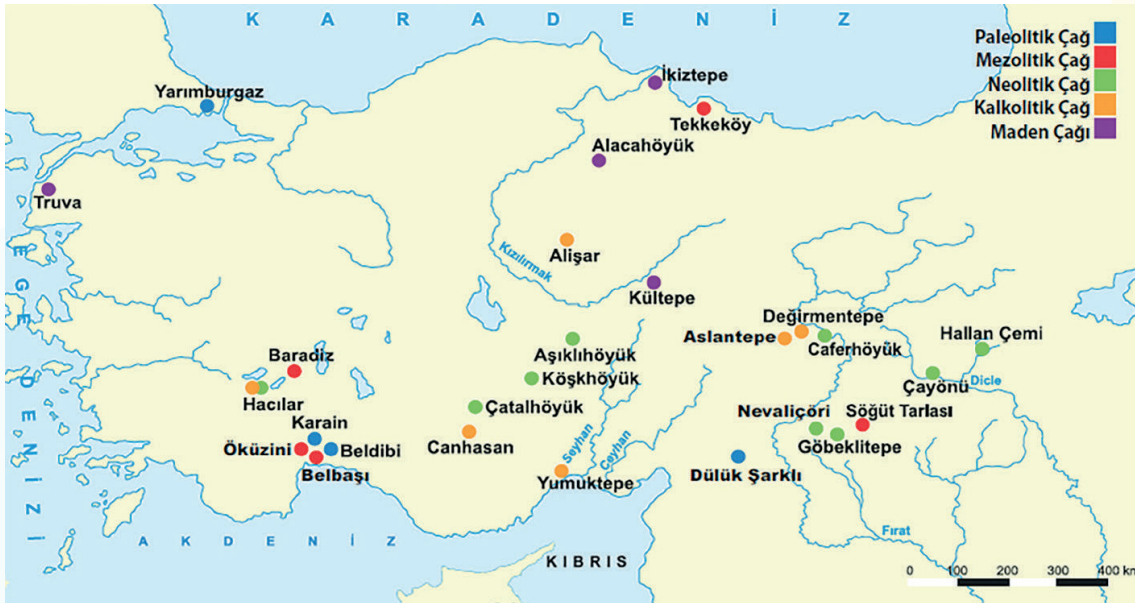 K A R A D E N İ Z
Paleolitik Çağ
Mezolitik Çağ
Neolitik Çağ
Kalkolitik Çağ
Maden Çağı
İkiztepe
Yarımburgaz
Tekkeköy
Alacahöyük
Truva
Alişar
Kızılırmak
Kültepe
E G E D E N İ Z İ
Değirmentepe
Aslantepe
Caferhöyük
Hallan Çemi
Aşıklıhöyük
Baradiz
Köşkhöyük
Çayönü
Dicle
Hacılar
Çatalhöyük
Nevaliçöri
Söğüt Tarlası
Karain
Göbeklitepe
Öküzini
Beldibi
Canhasan
Seyhan
Ceyhan
Belbaşı
Yumuktepe
Dülük Şarklı
Fırat
A K D E N İ Z
KIBRIS
0 100 200 300 400 km